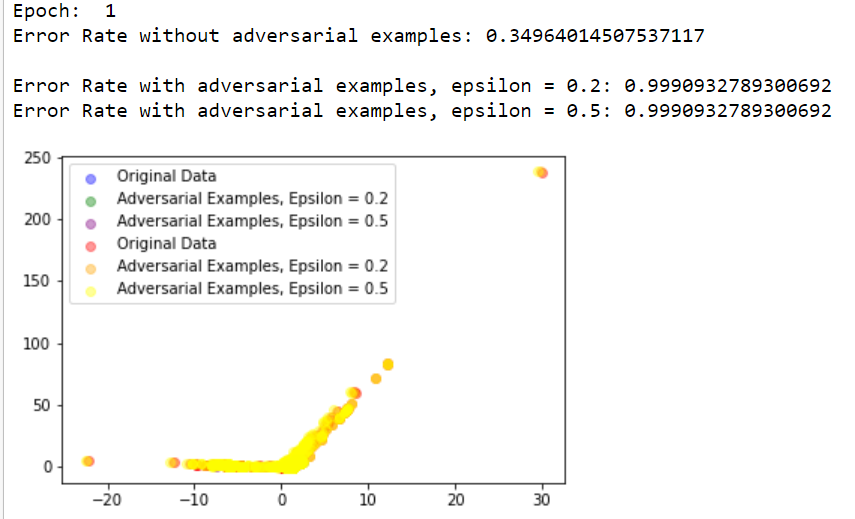 Epoch:  1
Error Rate without adversarial examples: 0.34964014507537117
Error Rate with adversarial examples, epsilon = 0.2: 0.9990932789300692
Error Rate with adversarial examples, epsilon = 0.5: 0.9990932789300692
250
200
150
100
50
0
Original Data
Adversarial Examples, Epsilon = 0.2
Adversarial Examples, Epsilon = 0.5
Original Data
Adversarial Examples, Epsilon = 0.2
Adversarial Examples, Epsilon = 0.5
−20 −10 0 10 20 30